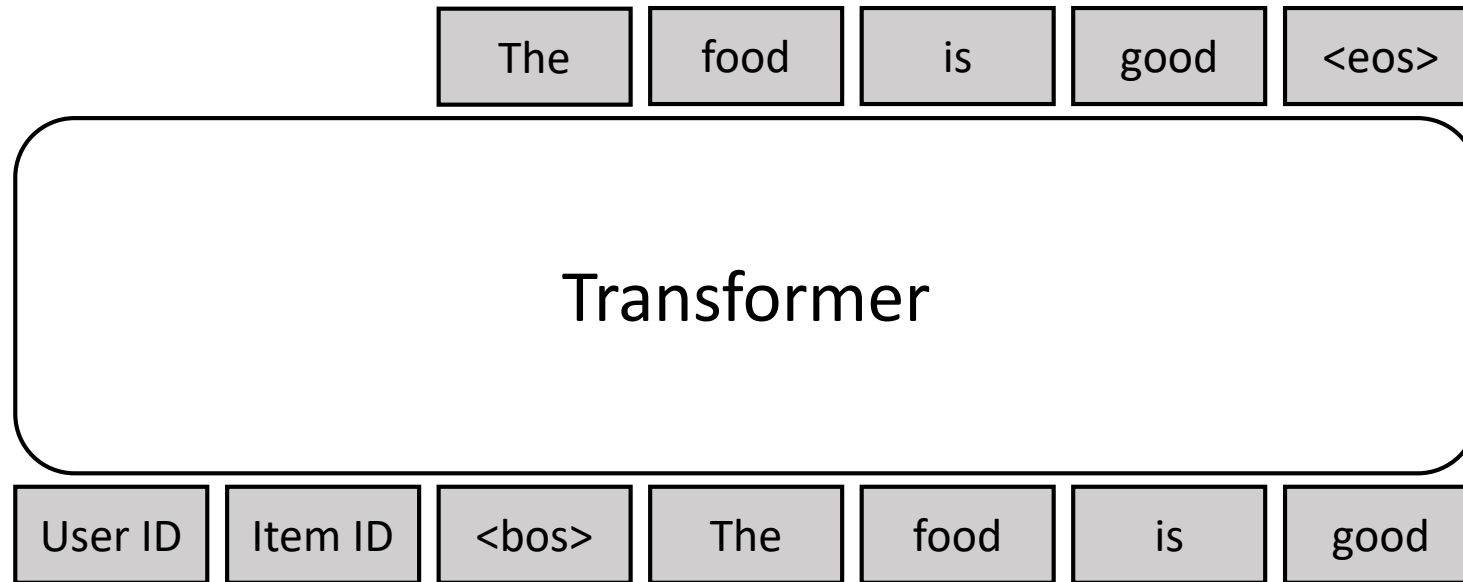 The food is good <eos>
Transformer
User ID Item ID <bos> The food is good